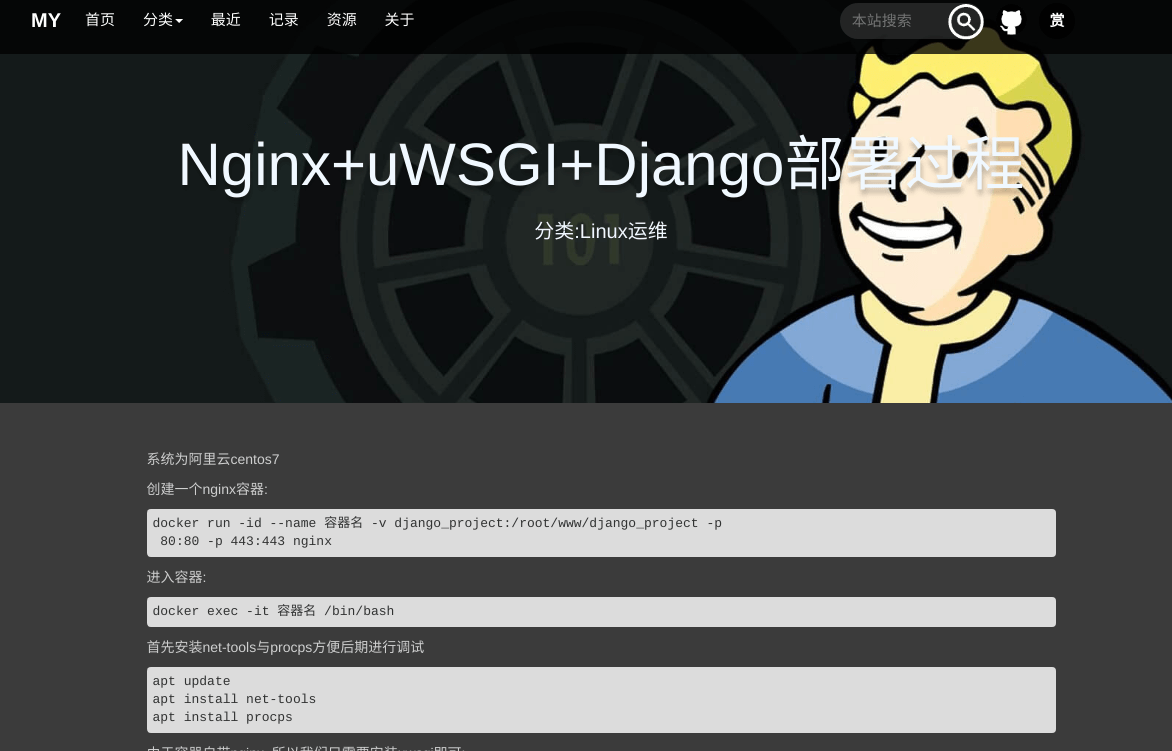 MY 首页 分类 最近 记录 资源 关于 本站搜索 赏
Nginx+uWSGI+Django部署过程
分类:Linux运维
101
系统为阿里云centos7
创建一个nginx容器:
docker run -id --name 容器名 -v django_project:/root/www/django_project -p
80:80 -p 443:443 nginx
进入容器:
docker exec -it 容器名 /bin/bash
首先安装net-tools与procps方便后期进行调试
apt update
apt install net-tools
apt install procps